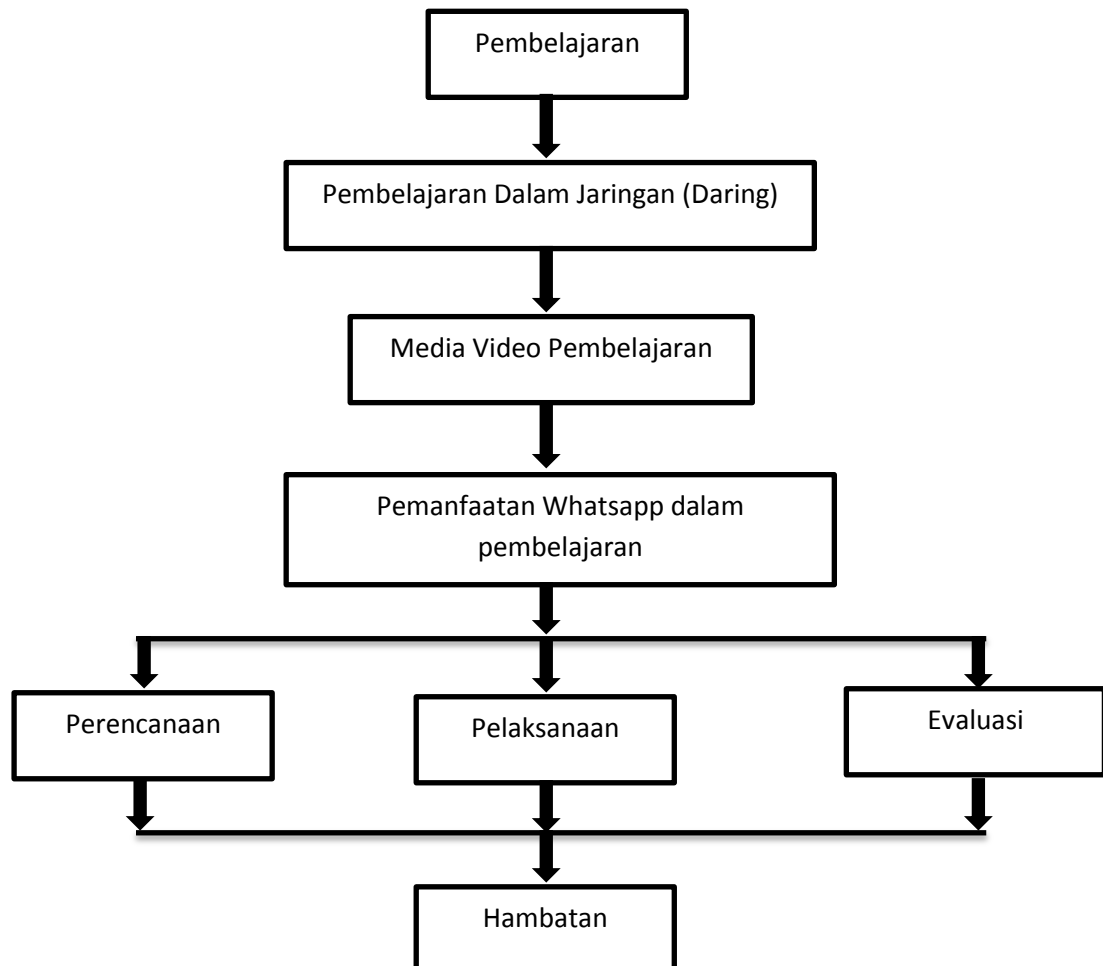 Pembelajaran
Pembelajaran Dalam Jaringan (Daring)
Media Video Pembelajaran
Pemanfaatan Whatsapp dalam
pembelajaran
Perencanaan
Pelaksanaan
Evaluasi
Hambatan